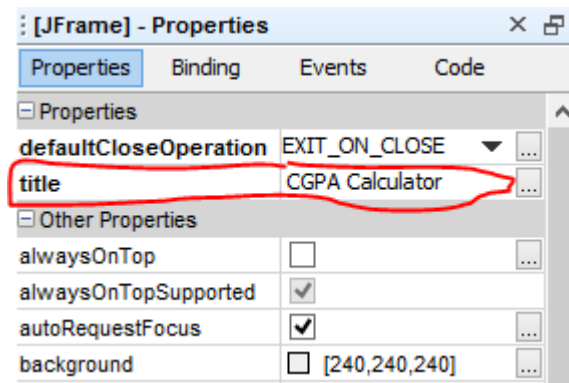 [JFrame] - Properties
Properties Binding Events Code
Properties
defaultCloseOperation EXIT_ON_CLOSE ...
title CGPA Calculator ...
Other Properties
alwaysOnTop ...
alwaysOnTopSupported
autoRequestFocus ...
background [240,240,240] ...